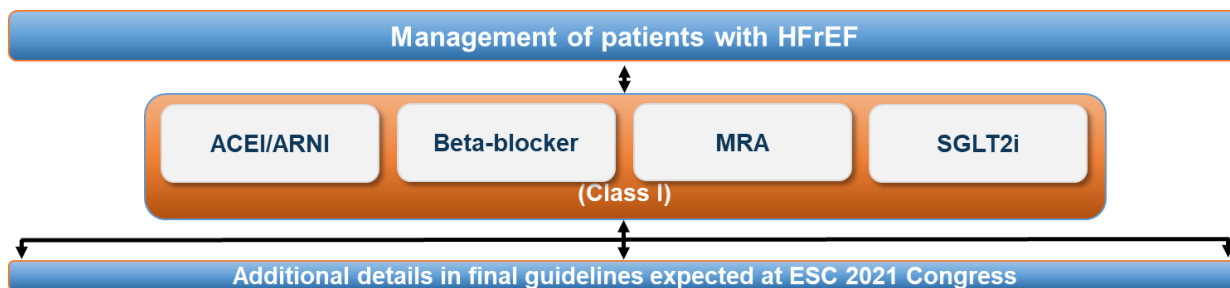 Management of patients with HFrEF
ACEI/ARNI
Beta-blocker
MRA
SGLT2i
(Class I)
Additional details in final guidelines expected at ESC 2021 Congress